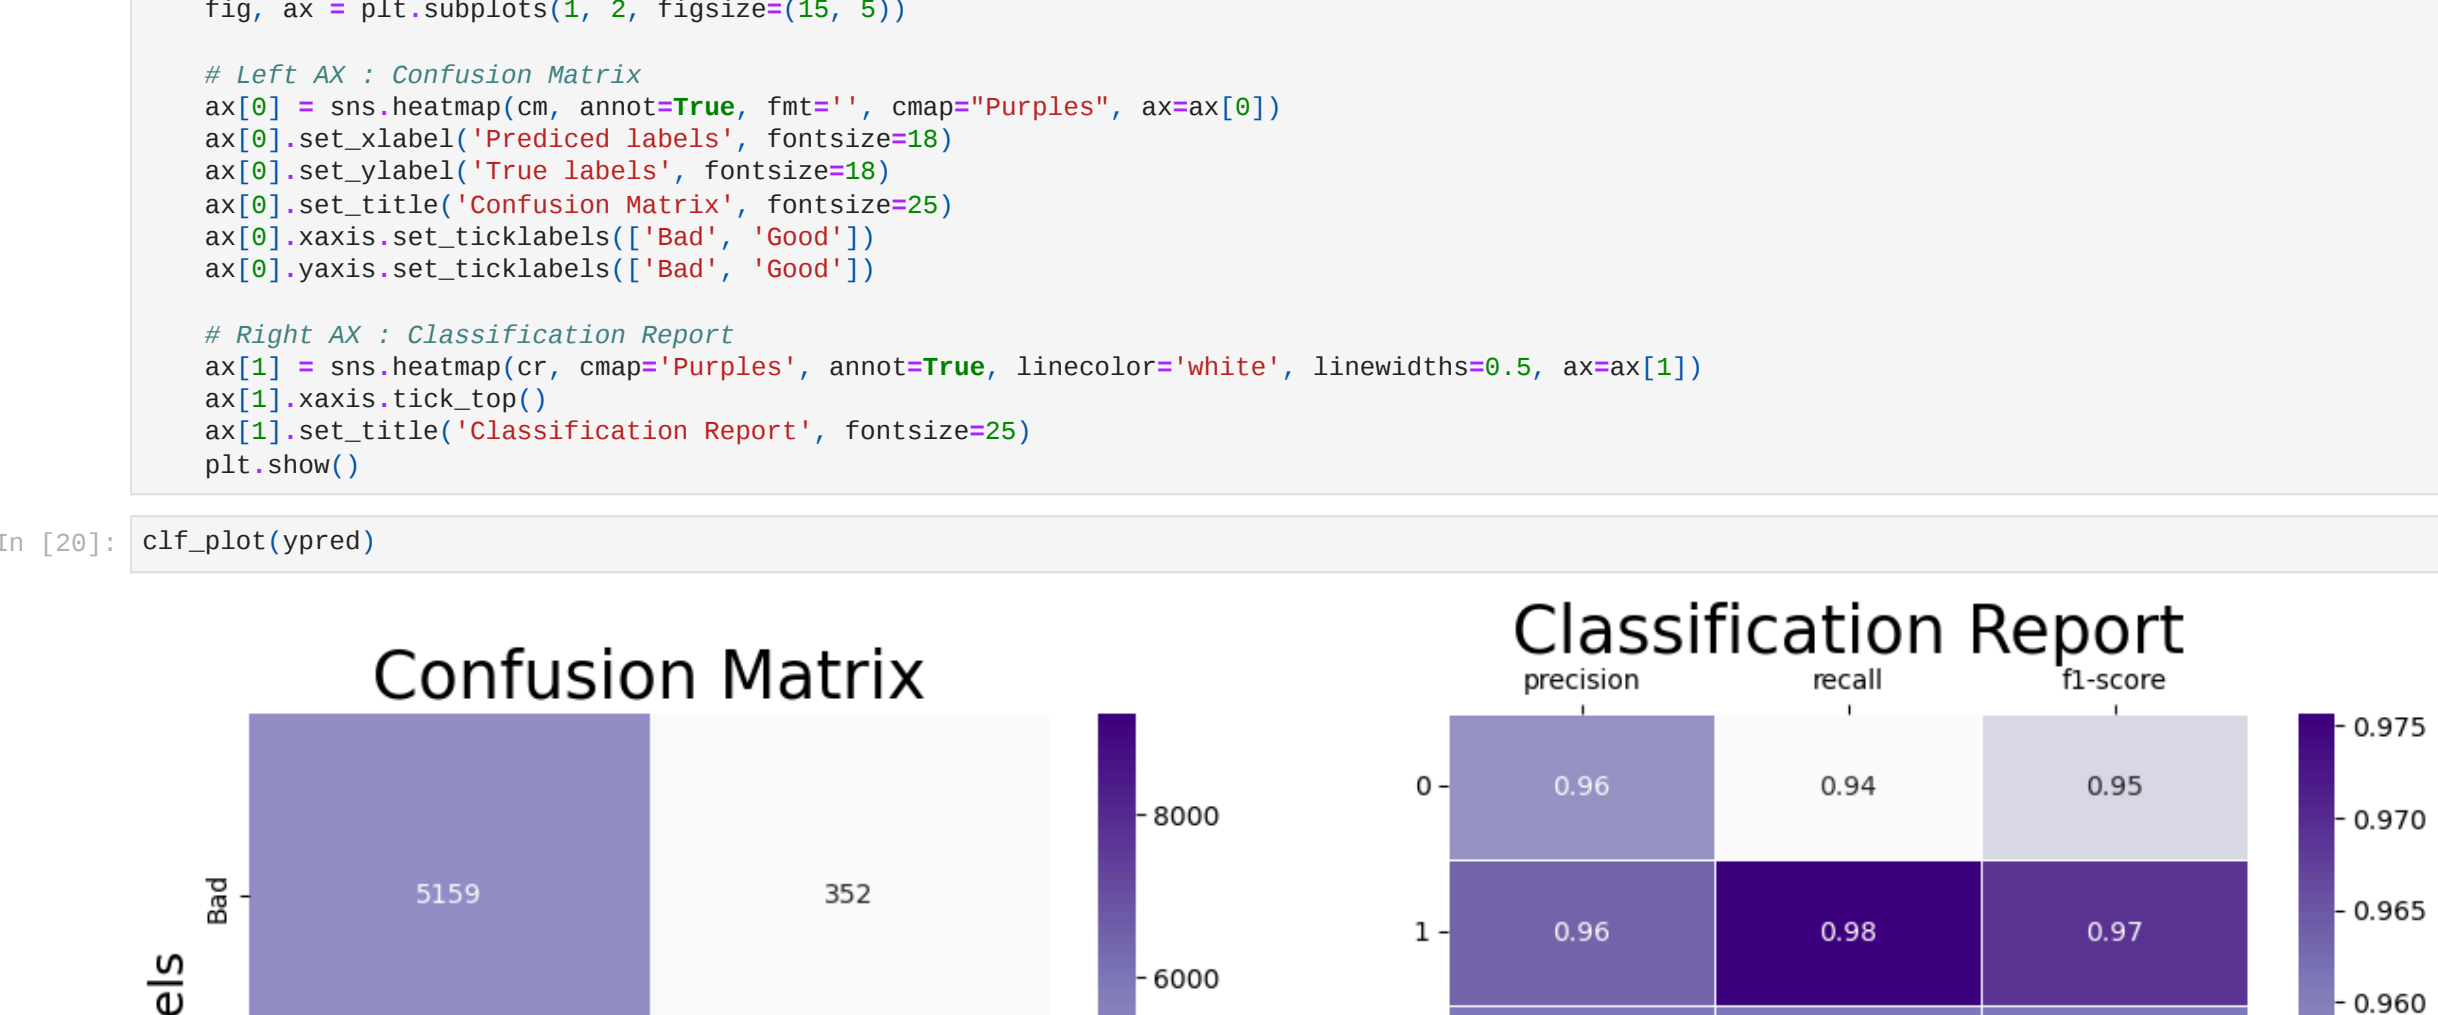 fig, ax = plt.subplots(1, 2, figsize=(15, 5))
# Left AX : Confusion Matrix
ax[0] = sns.heatmap(cm, annot=True, fmt='', cmap="Purples", ax=ax[0])
ax[0].set_xlabel('Prediced labels', fontsize=18)
ax[0].set_ylabel('True labels', fontsize=18)
ax[0].set_title('Confusion Matrix', fontsize=25)
ax[0].xaxis.set_ticklabels(['Bad', 'Good'])
ax[0].yaxis.set_ticklabels(['Bad', 'Good'])
# Right AX : Classification Report
ax[1] = sns.heatmap(cr, cmap='Purples', annot=True, linecolor='white', linewidths=0.5, ax=ax[1])
ax[1].xaxis.tick_top()
ax[1].set_title('Classification Report', fontsize=25)
plt.show()
In [20]: clf_plot(ypred)
Confusion Matrix
Bad
5159 352
els
8000
6000
Classification Report
precision recall f1-score
0 0.96 0.94 0.95
1 0.96 0.98 0.97
0.975
0.970
0.965
0.960